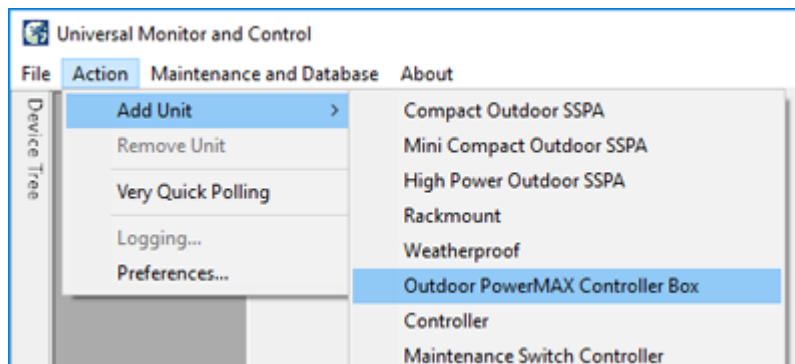 Universal Monitor and Control
File Action Maintenance and Database About
Device Tree
Add Unit >
Remove Unit
Very Quick Polling
Logging...
Preferences...
Compact Outdoor SSPA
Mini Compact Outdoor SSPA
High Power Outdoor SSPA
Rackmount
Weatherproof
Outdoor PowerMAX Controller Box
Controller
Maintenance Switch Controller